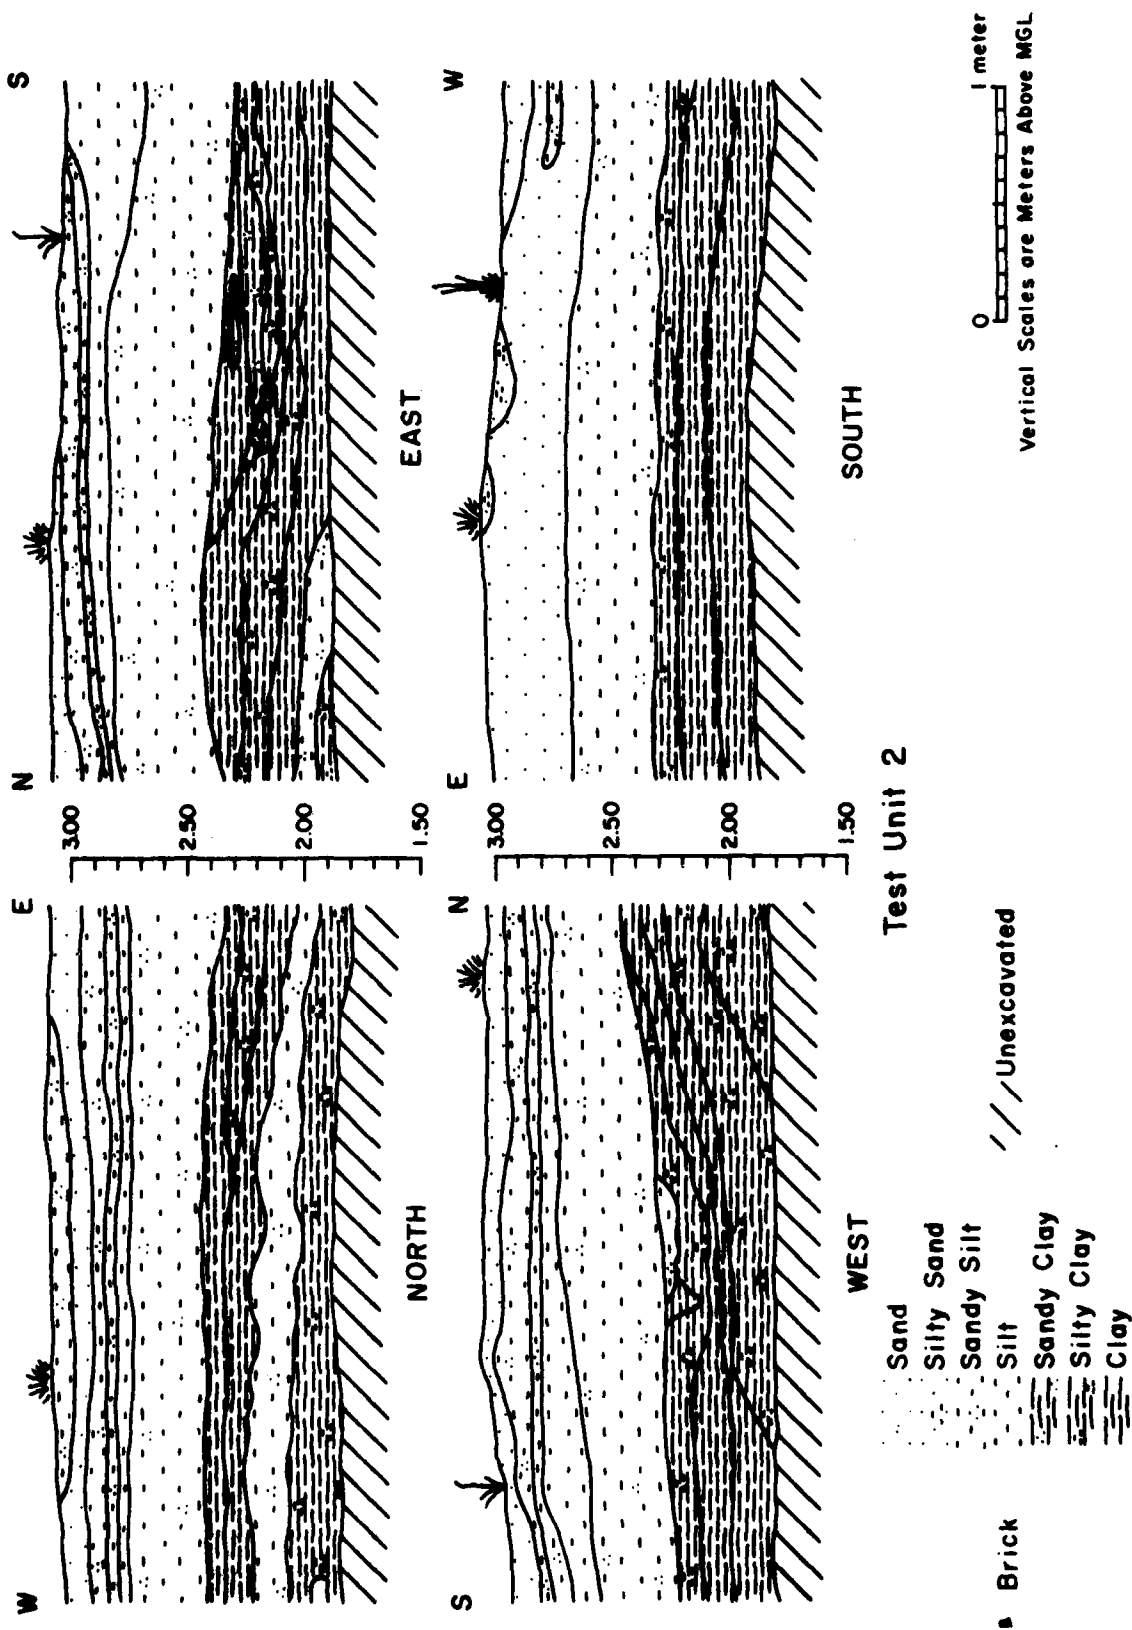 W
E
NORTH
3.00
2.50
2.00
1.50
N
S
EAST
S
N
WEST
3.00
2.50
2.00
1.50
E
W
SOUTH
Test Unit 2
Brick
Sand
Silty Sand
Sandy Silt
Silt
Sandy Clay
Silty Clay
Clay
Unexcavated
0
1 meter
Vertical Scales are Meters Above MGL